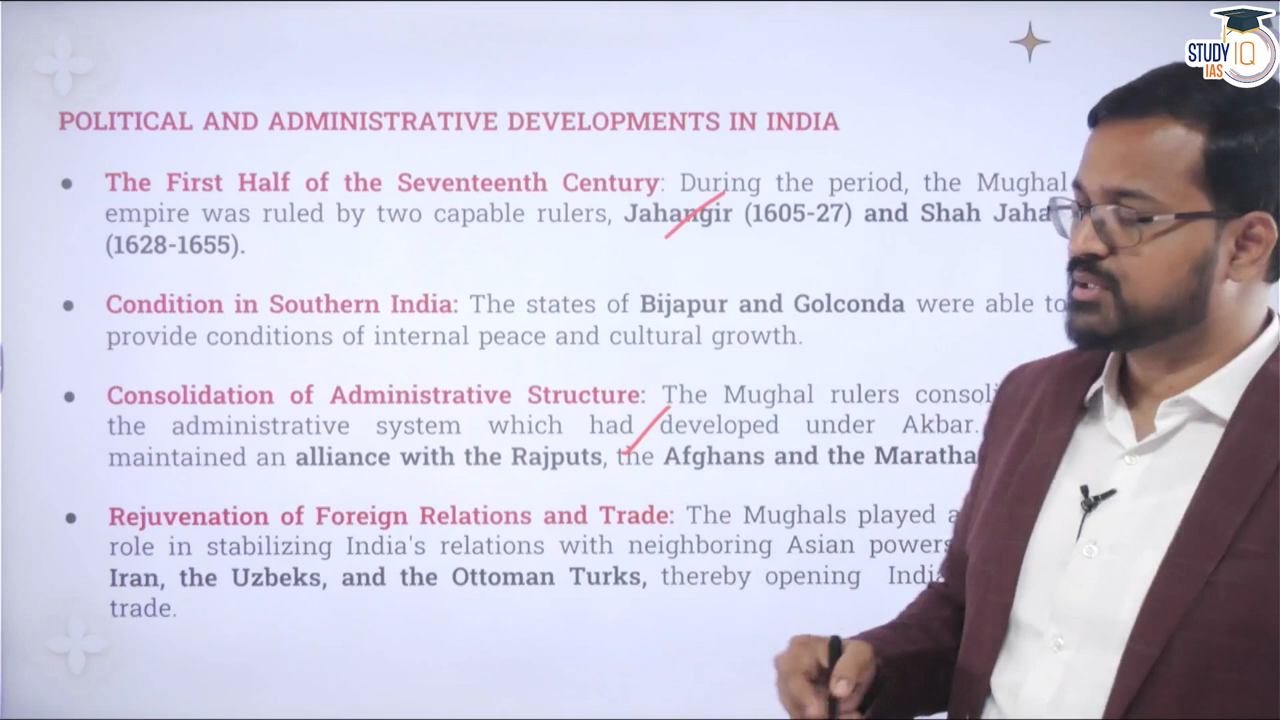 STUDY IQ
IAS
POLITICAL AND ADMINISTRATIVE DEVELOPMENTS IN INDIA
The First Half of the Seventeenth Century: During the period, the Mughal
empire was ruled by two capable rulers, Jahangir (1605-27) and Shah Jaha
(1628-1655).
Condition in Southern India: The states of Bijapur and Golconda were able to
provide conditions of internal peace and cultural growth.
Consolidation of Administrative Structure: The Mughal rulers consoli
the administrative system which had developed under Akbar.
maintained an alliance with the Rajputs, the Afghans and the Maratha
Rejuvenation of Foreign Relations and Trade: The Mughals played a
role in stabilizing India's relations with neighboring Asian powers
Iran, the Uzbeks, and the Ottoman Turks, thereby opening India
trade.